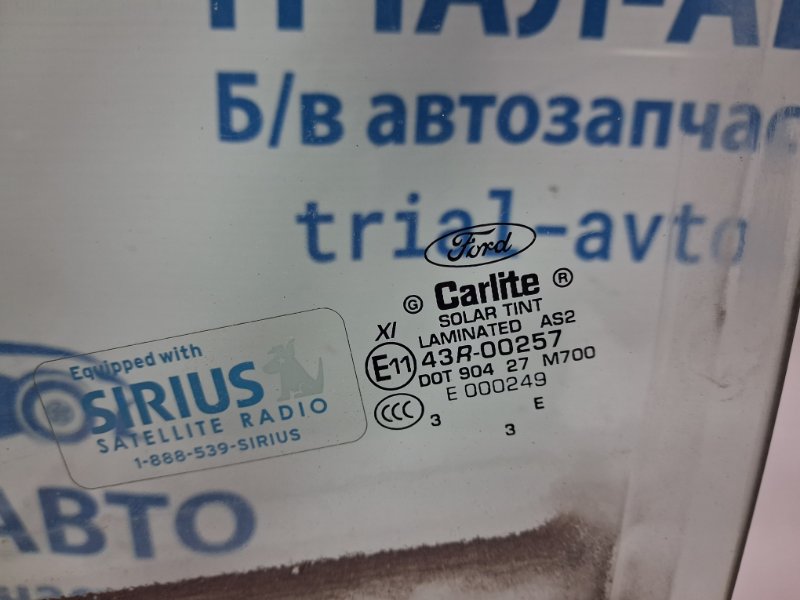 Б/в автозапчас
trial-avto
Ford
G Carlite ®
SOLAR TINT
LAMINATED AS2
XI
E11 43R-00257
DOT 904 27 M700
E 000249
CCC
3
3
E
Equipped with
SIRIUS
SATELLITE RADIO
1-888-539-SIRIUS
АВТО